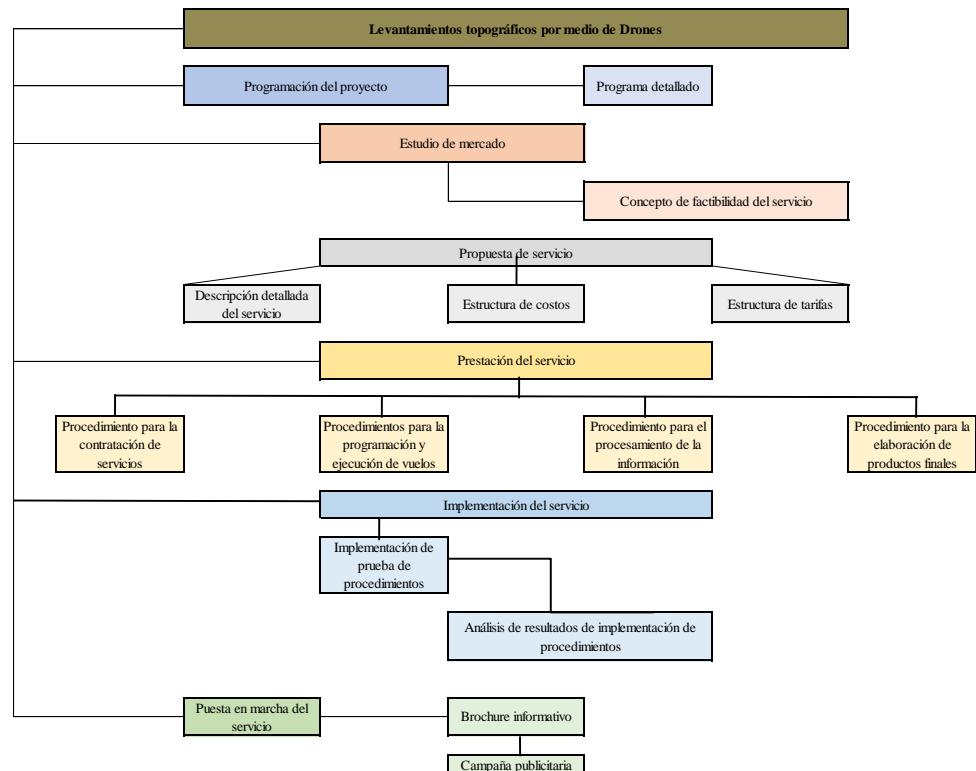 Levantamientos topográficos por medio de Drones
Programación del proyecto
Programa detallado
Estudio de mercado
Concepto de factibilidad del servicio
Propuesta de servicio
Descripción detallada
del servicio
Estructura de costos
Estructura de tarifas
Prestación del servicio
Procedimiento para la
contratación de
servicios
Procedimientos para la
programación y
ejecución de vuelos
Procedimiento para el
procesamiento de la
información
Procedimiento para la
elaboración de
productos finales
Implementación del servicio
Implementación de
prueba de
procedimientos
Análisis de resultados de implementación de
procedimientos
Puesta en marcha del
servicio
Brochure informativo
Campaña publicitaria